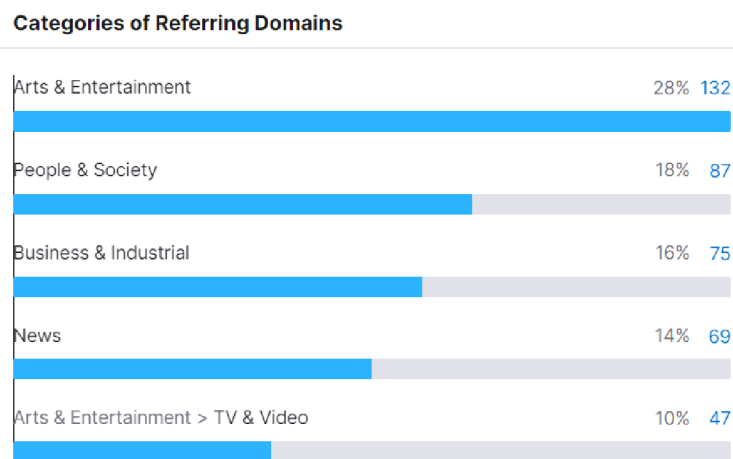 Categories of Referring Domains
Arts & Entertainment 28% 132
People & Society 18% 87
Business & Industrial 16% 75
News 14% 69
Arts & Entertainment > TV & Video 10% 47